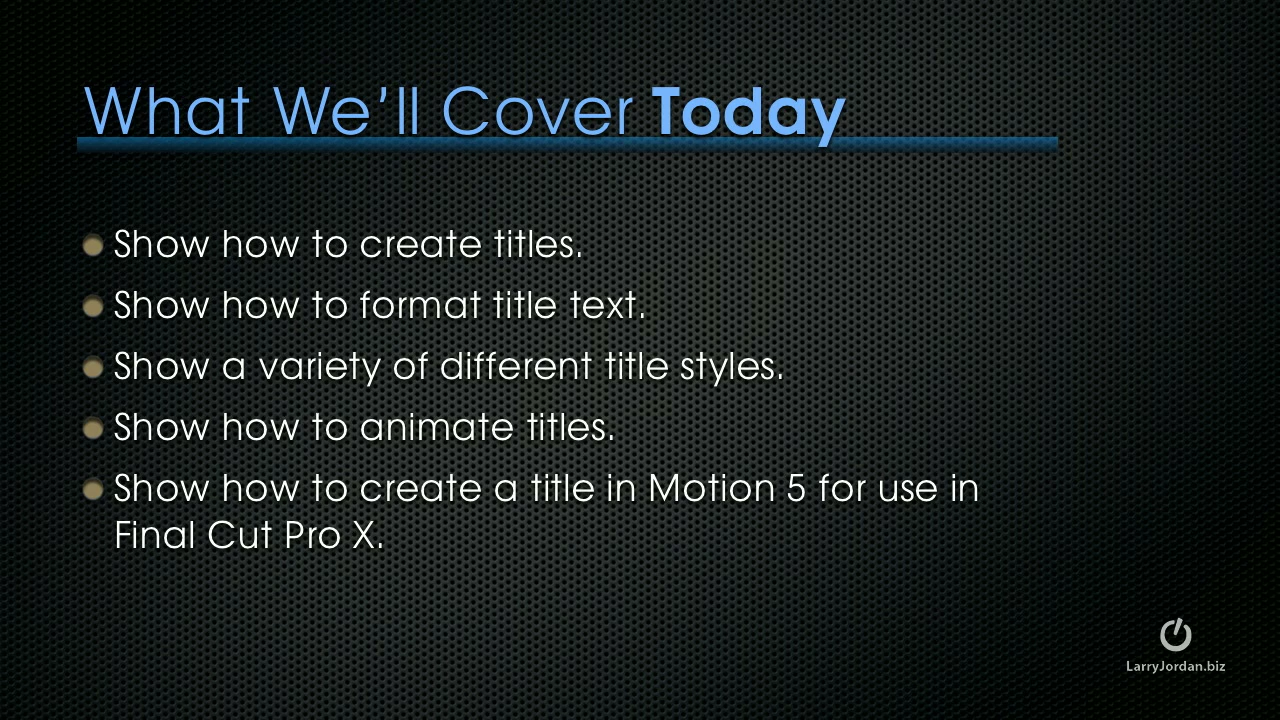 What We’ll Cover Today
Show how to create titles.
Show how to format title text.
Show a variety of different title styles.
Show how to animate titles.
Show how to create a title in Motion 5 for use in
Final Cut Pro X.
LarryJordan.biz